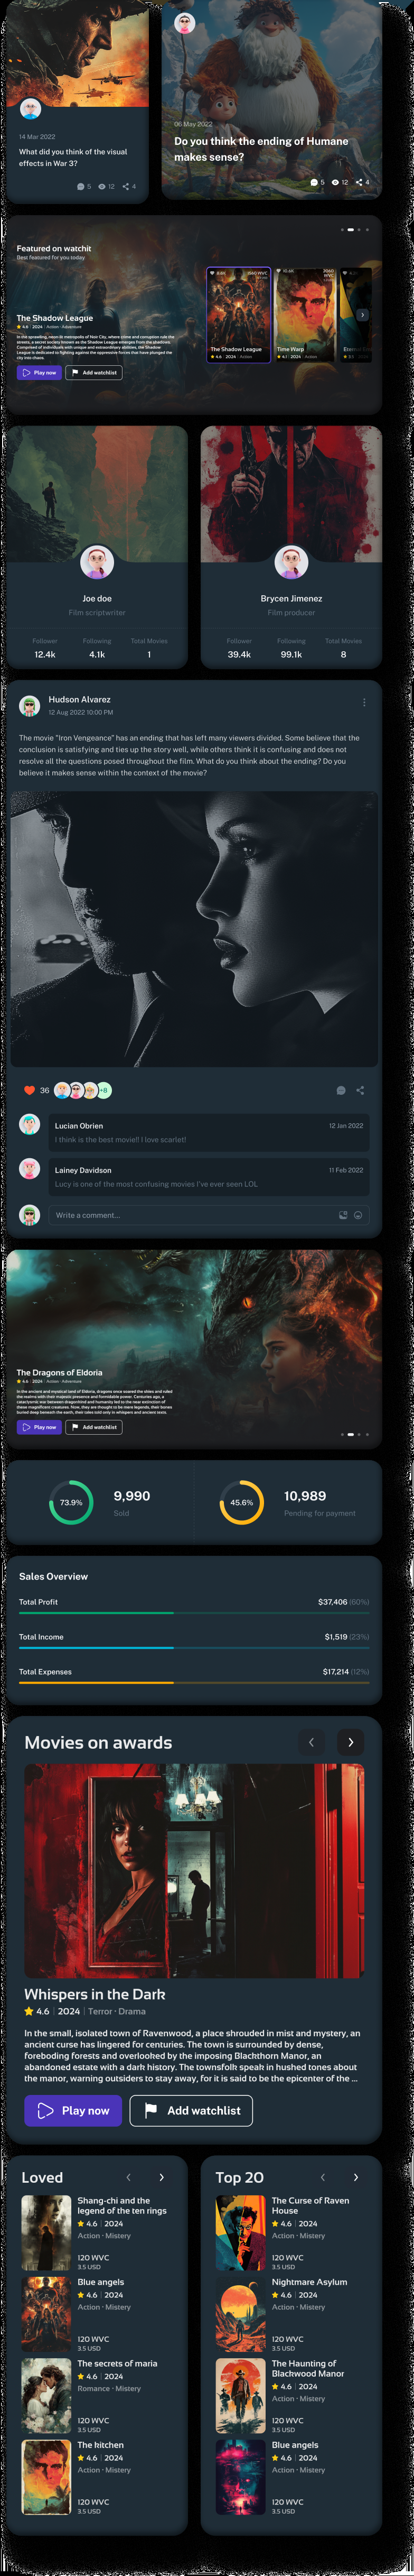 14 Mar 2022
What did you think of the visual
effects in War 3?
5 12 4
06 May 2022
Do you think the ending of Humane
makes sense?
5 12 4
Featured on watchit
Best featured for you today
The Shadow League
4.6 | 2024 | Action · Adventure
In the sprawling, neon-lit metropolis of Noir City, where crime and corruption rule the
streets, a secret society known as the Shadow League emerges from the shadows.
Comprised of individuals with unique and extraordinary abilities, the Shadow
League is dedicated to fighting against the oppressive forces that have plagued the
city into chaos.
Play now
Add watchlist
The Shadow League
4.6 | 2024 | Action
Time Warp
4.1 | 2024 | Action
Joe doe
Film scriptwriter
Follower Following Total Movies
12.4k 4.1k 1
Brycen Jimenez
Film producer
Follower Following Total Movies
39.4k 99.1k 8
Hudson Alvarez
12 Aug 2022 10:00 PM
The movie "Iron Vengeance" has an ending that has left many viewers divided. Some believe that the
conclusion is satisfying and ties up the story well, while others think it is confusing and does not
resolve all the questions posed throughout the film. What do you think about the ending? Do you
believe it makes sense within the context of the movie?
36
+8
Lucian Obrien 12 Jan 2022
I think is the best movie!! I love scarlet!
Lainey Davidson 11 Feb 2022
Lucy is one of the most confusing movies I've ever seen LOL
Write a comment...
The Dragons of Eldoria
4.6 | 2024 | Action · Adventure
In the ancient and mystical land of Eldoria, dragons once soared the skies and ruled
the realms with their majestic presence and formidable power. Centuries ago, a
cataclysmic war between dragonkind and humanity led to the near extinction of
these magnificent creatures. Now, they are thought to be mere legends, their bones
buried deep beneath the earth, their tales told only in whispers and ancient texts.
Play now
Add watchlist
73.9%
9,990
Sold
45.6%
10,989
Pending for payment
Sales Overview
Total Profit $37,406 (60%)
Total Income $1,519 (23%)
Total Expenses $17,214 (12%)
Movies on awards
Whispers in the Dark
4.6 | 2024 | Terror · Drama
In the small, isolated town of Ravenwood, a place shrouded in mist and mystery, an
ancient curse has lingered for centuries. The town is surrounded by dense,
foreboding forests and overlooked by the imposing Blackthorn Manor, an
abandoned estate with a dark history. The townsfolk speak in hushed tones about
the manor, warning outsiders to stay away, for it is said to be the epicenter of the ...
Play now
Add watchlist
Loved
Shang-chi and the
legend of the ten rings
4.6 | 2024
Action · Mistery
120 WVC
3.5 USD
Blue angels
4.6 | 2024
Action · Mistery
120 WVC
3.5 USD
The secrets of maria
4.6 | 2024
Romance · Mistery
120 WVC
3.5 USD
The kitchen
4.6 | 2024
Action · Mistery
120 WVC
3.5 USD
Top 20
The Curse of Raven
House
4.6 | 2024
Action · Mistery
120 WVC
3.5 USD
Nightmare Asylum
4.6 | 2024
Action · Mistery
120 WVC
3.5 USD
The Haunting of
Blackwood Manor
4.6 | 2024
Action · Mistery
120 WVC
3.5 USD
Blue angels
4.6 | 2024
Action · Mistery
120 WVC
3.5 USD